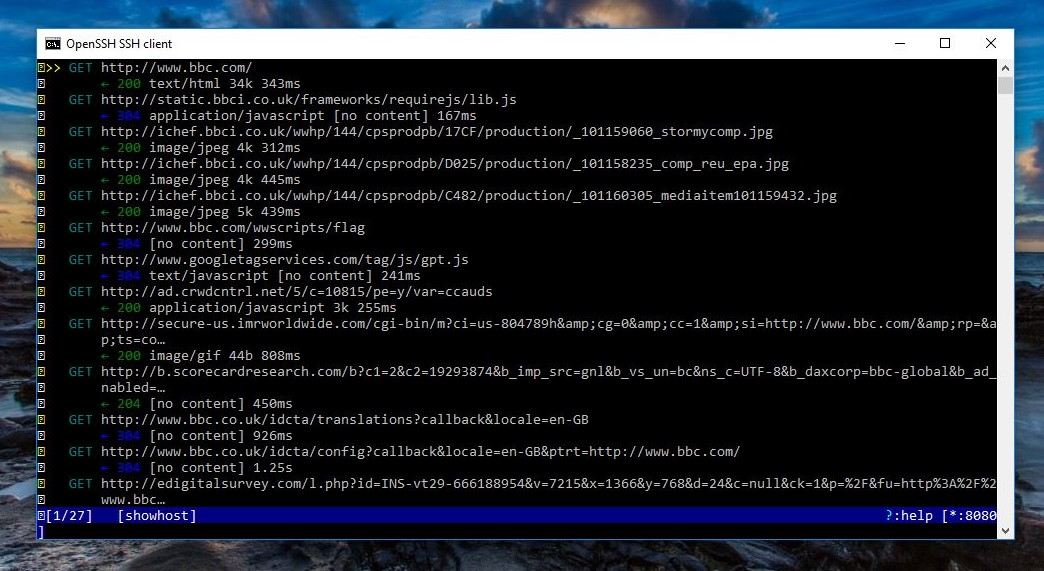 OpenSSH SSH client
>> GET http://www.bbc.com/
← 200 text/html 34k 343ms
GET http://static.bbci.co.uk/frameworks/requirejs/lib.js
← 304 application/javascript [no content] 167ms
GET http://ichef.bbci.co.uk/wwhp/144/cpsprodpb/17CF/production/_101159060_stormycomp.jpg
← 200 image/jpeg 4k 312ms
GET http://ichef.bbci.co.uk/wwhp/144/cpsprodpb/D025/production/_101158235_comp_reu_epa.jpg
← 200 image/jpeg 4k 445ms
GET http://ichef.bbci.co.uk/wwhp/144/cpsprodpb/C482/production/_101160305_mediaitem101159432.jpg
← 200 image/jpeg 5k 439ms
GET http://www.bbc.com/wwscripts/flag
← 304 [no content] 299ms
GET http://www.googletagservices.com/tag/js/gpt.js
← 304 text/javascript [no content] 241ms
GET http://ad.crwdcntrl.net/5/c=10815/pe=y/var=ccauds
← 200 application/javascript 3k 255ms
GET http://secure-us.imrworldwide.com/cgi-bin/m?ci=us-804789h&amp;cg=0&amp;cc=1&amp;si=http://www.bbc.com/&amp;rp=&a
p;ts=co…
← 200 image/gif 44b 808ms
GET http://b.scorecardresearch.com/b?c1=2&c2=19293874&b_imp_src=gnl&b_vs_un=bc&ns_c=UTF-8&b_daxcorp=bbc-global&b_ad_
nabled=…
← 204 [no content] 450ms
GET http://www.bbc.co.uk/idcta/translations?callback&locale=en-GB
← 304 [no content] 926ms
GET http://www.bbc.co.uk/idcta/config?callback&locale=en-GB&ptrt=http://www.bbc.com/
← 304 [no content] 1.25s
GET http://edigitalsurvey.com/l.php?id=INS-vt29-666188954&v=7215&x=1366&y=768&d=24&c=null&ck=1&p=%2F&fu=http%3A%2F%2
www.bbc…
[1/27] [showhost] ?:help [*:8080
]